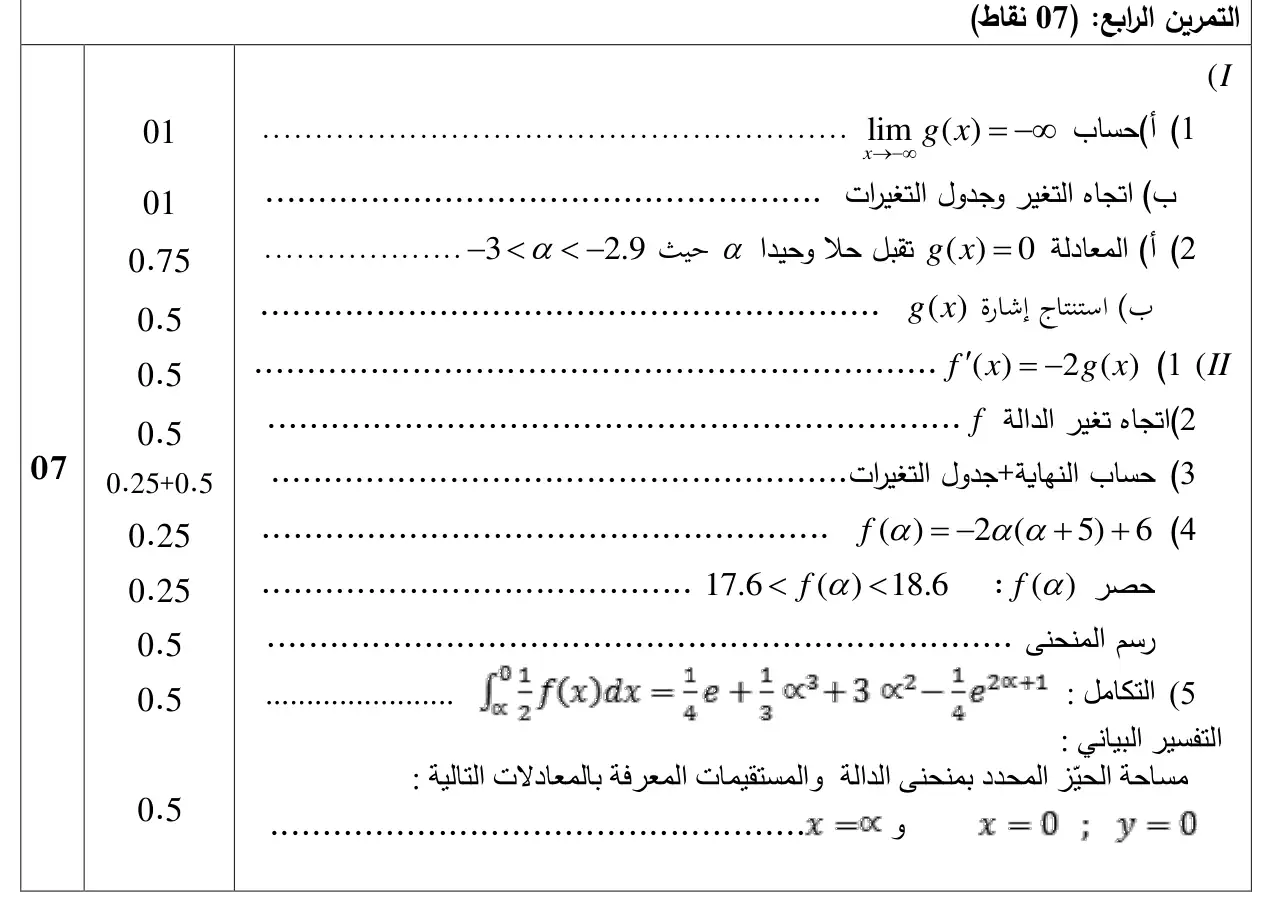 التمرين الرابع: (07 نقاط)
I)
1) أ)حساب lim g(x) = −∞ x→−∞ ........................................................ 01
ب) اتجاه التغير وجدول التغيرات ........................................................ 01
2) أ) المعادلة g(x) = 0 تقبل حلا وحيدا α حيث −3 < α < −2.9 ................... 0.75
ب) استنتاج إشارة g(x) ........................................................ 0.5
II) 1) f′(x) = −2g(x) ........................................................ 0.5
2)اتجاه تغير الدالة f ........................................................ 0.5
07
3) حساب النهاية+جدول التغيرات........................................................ 0.25+0.5
4) f(α) = −2α(α + 5) + 6 ........................................................ 0.25
حصر f(α) : 17.6 < f(α) < 18.6 ........................................ 0.25
رسم المنحنى ........................................................ 0.5
5) التكامل : ∫_∝^0 1/2 f(x)dx = 1/4 e + 1/3 ∝³ + 3 ∝² − 1/4 e^(2∝+1) ....................... 0.5
التفسير البياني :
مساحة الحيّز المحدد بمنحنى الدالة والمستقيمات المعرفة بالمعادلات التالية :
x = 0 ; y = 0 و x =∝.................................................... 0.5